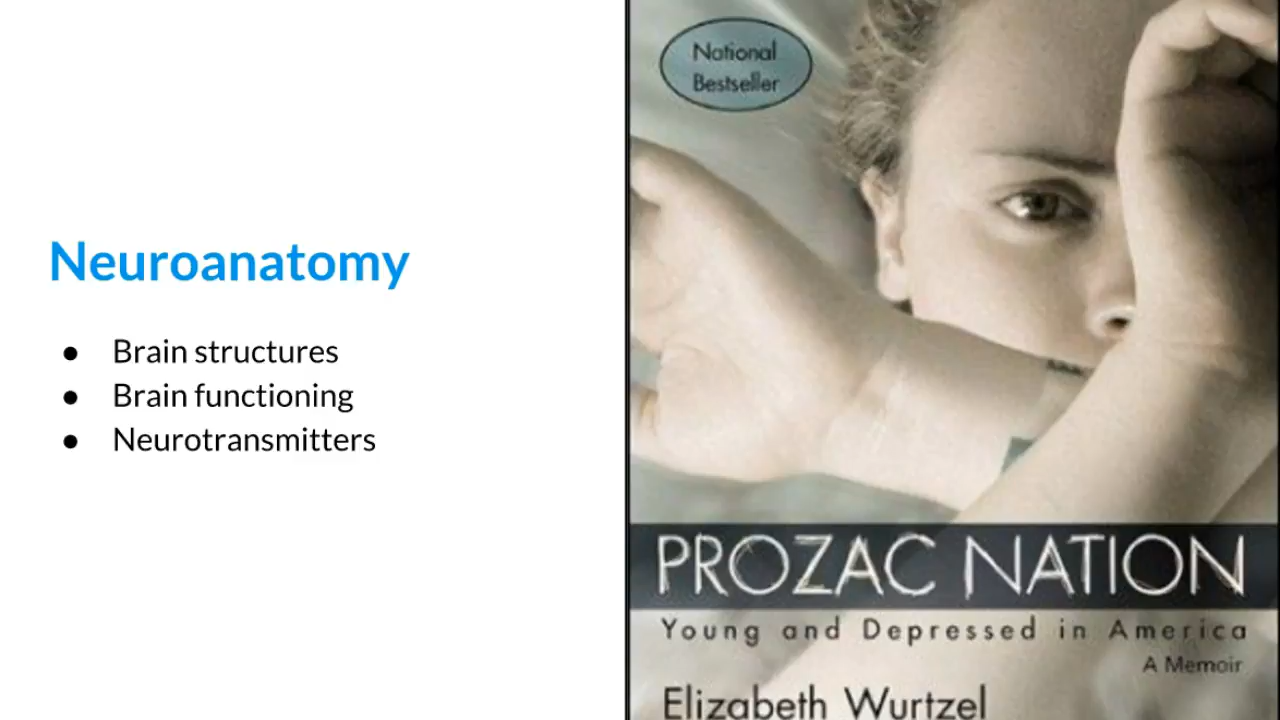 Neuroanatomy
● Brain structures
● Brain functioning
● Neurotransmitters
National
Bestseller
PROZAC NATION
Young and Depressed in America
A Memoir
Elizabeth Wurtzel